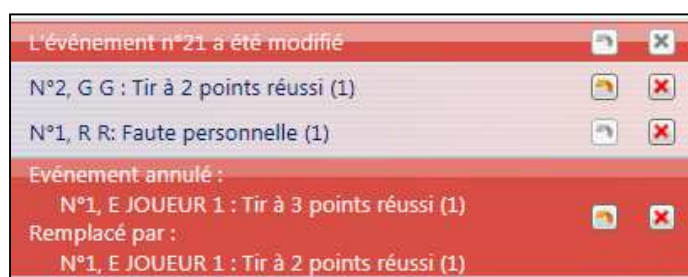 L'événement n°21 a été modifié
N°2, G G : Tir à 2 points réussi (1)
N°1, R R: Faute personnelle (1)
Evénement annulé :
N°1, E JOUEUR 1 : Tir à 3 points réussi (1)
Remplacé par :
N°1, E JOUEUR 1 : Tir à 2 points réussi (1)